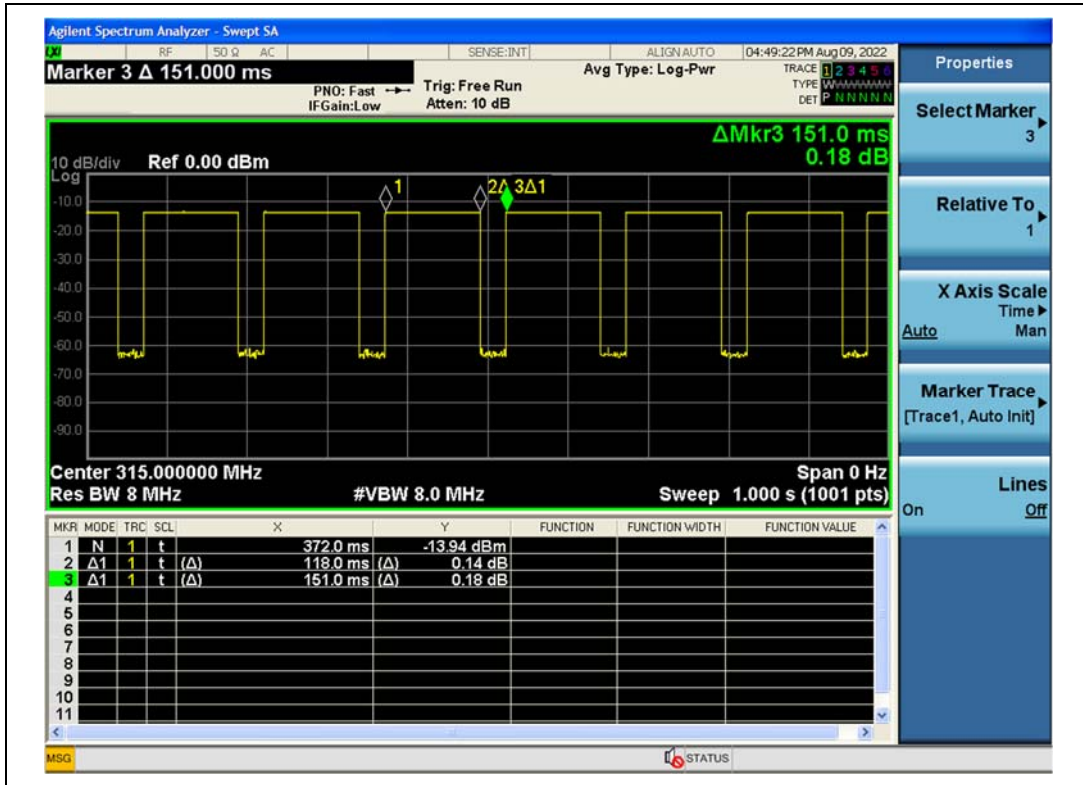 Agilent Spectrum Analyzer - Swept SA
RF 50 Ω AC SENSE:INT ALIGN AUTO 04:49:22 PM Aug 09, 2022
Marker 3 Δ 151.000 ms
PNO: Fast
IFGain:Low
Trig: Free Run
Atten: 10 dB
Avg Type: Log-Pwr
TRACE 1 2 3 4 5 6
TYPE WWWWWW
DET P N N N N N
ΔMkr3 151.0 ms
0.18 dB
10 dB/div Ref 0.00 dBm
Log
1 2Δ 3Δ1
-10.0
-20.0
-30.0
-40.0
-50.0
-60.0
-70.0
-80.0
-90.0
Center 315.000000 MHz Span 0 Hz
Res BW 8 MHz #VBW 8.0 MHz Sweep 1.000 s (1001 pts)
MKR MODE TRC SCL X Y FUNCTION FUNCTION WIDTH FUNCTION VALUE
1 N 1 t 372.0 ms -13.94 dBm
2 Δ1 1 t (Δ) 118.0 ms (Δ) 0.14 dB
3 Δ1 1 t (Δ) 151.0 ms (Δ) 0.18 dB
4
5
6
7
8
9
10
11
MSG STATUS
Properties
Select Marker
3
Relative To
1
X Axis Scale
Time
Auto Man
Marker Trace
[Trace1, Auto Init]
Lines
On Off